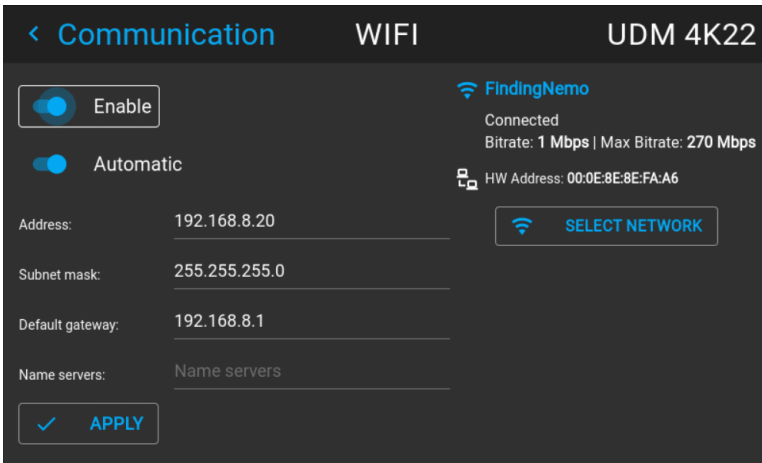 Communication
WIFI
UDM 4K22
Enable
Automatic
Address: 192.168.8.20
Subnet mask: 255.255.255.0
Default gateway: 192.168.8.1
Name servers: Name servers
APPLY
FindingNemo
Connected
Bitrate: 1 Mbps | Max Bitrate: 270 Mbps
HW Address: 00:0E:8E:8E:FA:A6
SELECT NETWORK